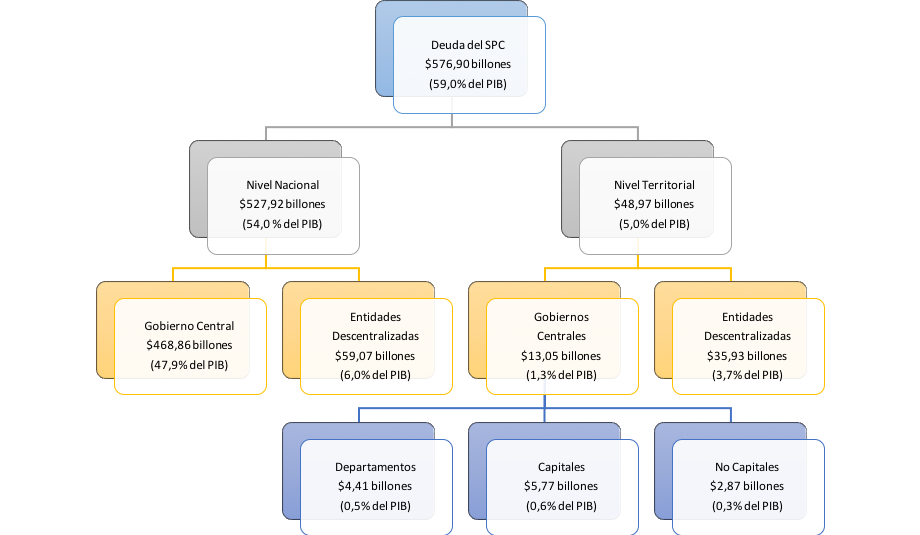 Deuda del SPC
$576,90 billones
(59,0% del PIB)
Nivel Nacional
$527,92 billones
(54,0 % del PIB)
Nivel Territorial
$48,97 billones
(5,0% del PIB)
Gobierno Central
$468,86 billones
(47,9% del PIB)
Entidades
Descentralizadas
$59,07 billones
(6,0% del PIB)
Gobiernos
Centrales
$13,05 billones
(1,3% del PIB)
Entidades
Descentralizadas
$35,93 billones
(3,7% del PIB)
Departamentos
$4,41 billones
(0,5% del PIB)
Capitales
$5,77 billones
(0,6% del PIB)
No Capitales
$2,87 billones
(0,3% del PIB)